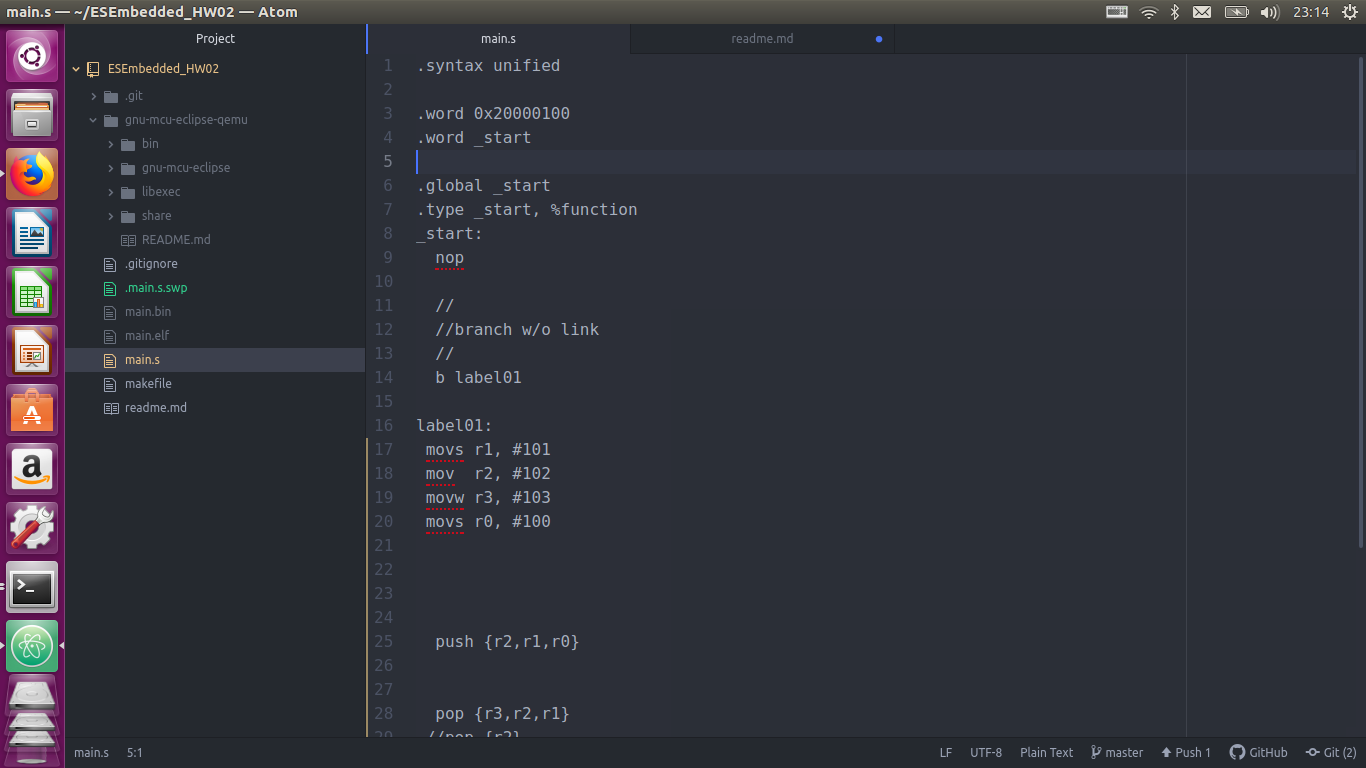 main.s — ~/ESEmbedded_HW02 — Atom
23:14
Project
main.s
readme.md
ESEmbedded_HW02
.git
gnu-mcu-eclipse-qemu
bin
gnu-mcu-eclipse
libexec
share
README.md
.gitignore
.main.s.swp
main.bin
main.elf
main.s
makefile
readme.md
1 .syntax unified
2
3 .word 0x20000100
4 .word _start
5
6 .global _start
7 .type _start, %function
8 _start:
9 nop
10
11 //
12 //branch w/o link
13 //
14 b label01
15
16 label01:
17 movs r1, #101
18 mov  r2, #102
19 movw r3, #103
20 movs r0, #100
21
22
23
24
25 push {r2,r1,r0}
26
27
28 pop {r3,r2,r1}
29 //pop {r2}
main.s 5:1
LF UTF-8 Plain Text master Push 1 GitHub Git (2)